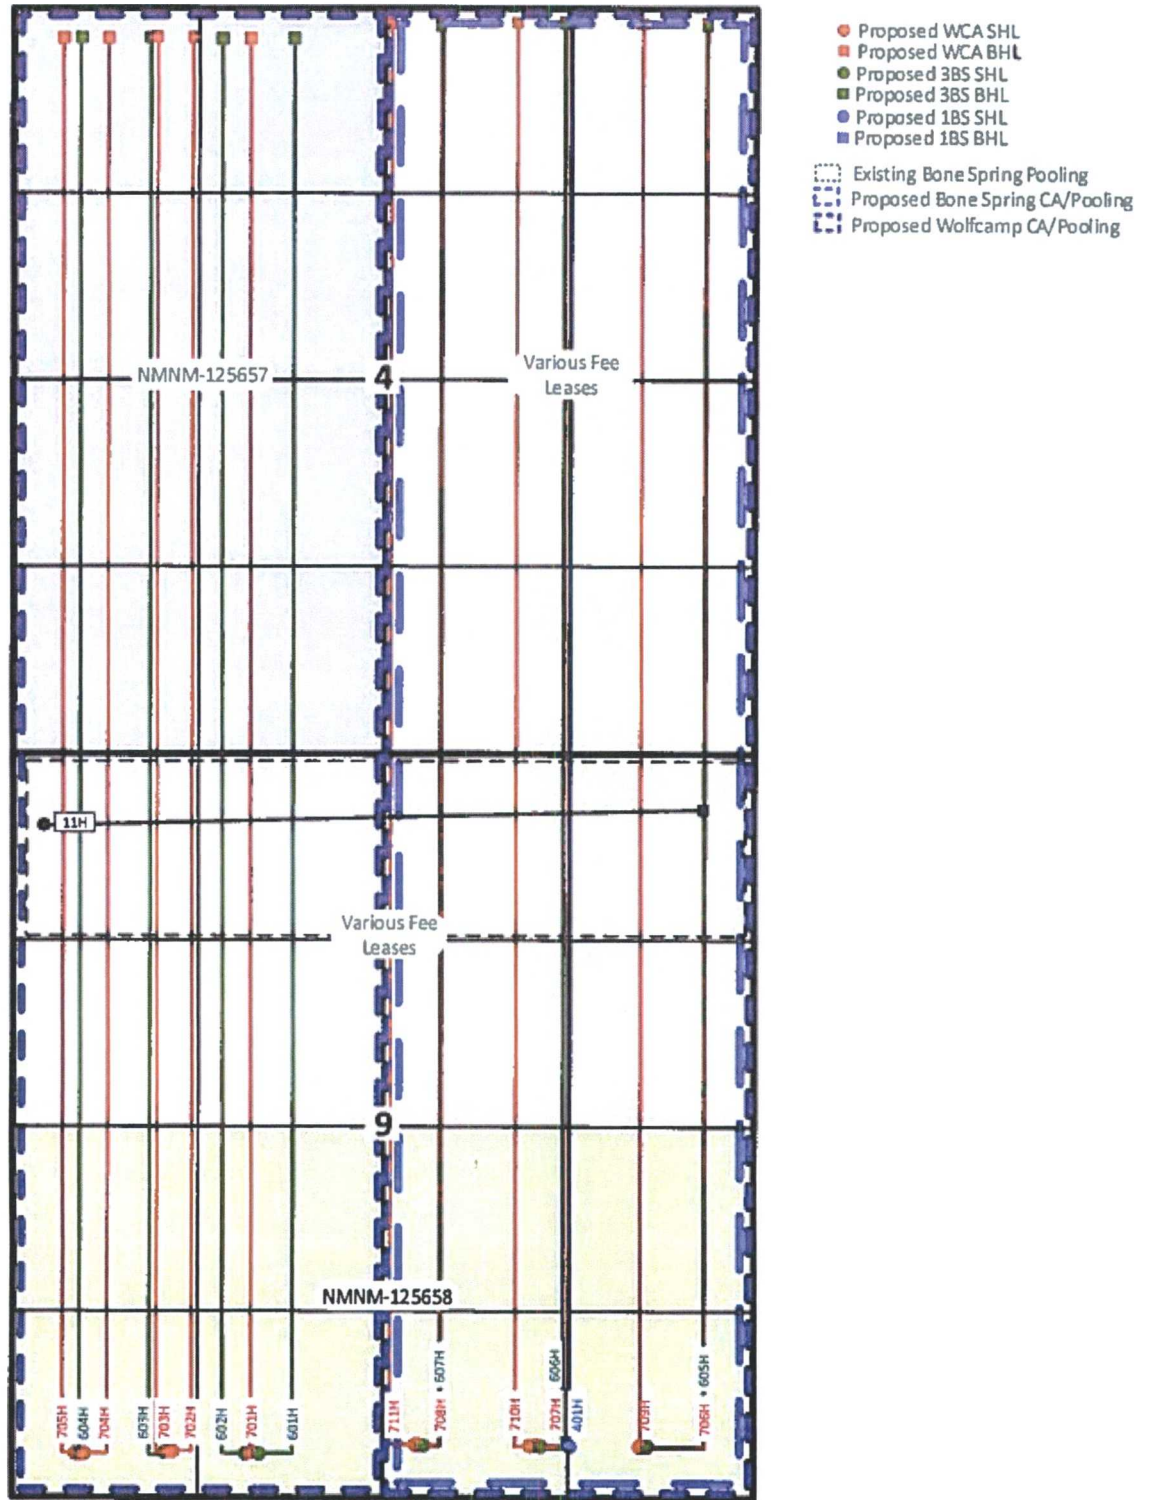 Proposed WCA SHL
Proposed WCA BHL
Proposed 3BS SHL
Proposed 3BS BHL
Proposed 1BS SHL
Proposed 1BS BHL
Existing Bone Spring Pooling
Proposed Bone Spring CA/Pooling
Proposed Wolfcamp CA/Pooling
NMNM-125657
4
Various Fee
Leases
11H
Various Fee
Leases
9
NMNM-125658
705H
604H
704H
603H
703H
702H
602H
701H
601H
711H
708H • 607H
710H
707H
606H
401H
709H
706H • 605H